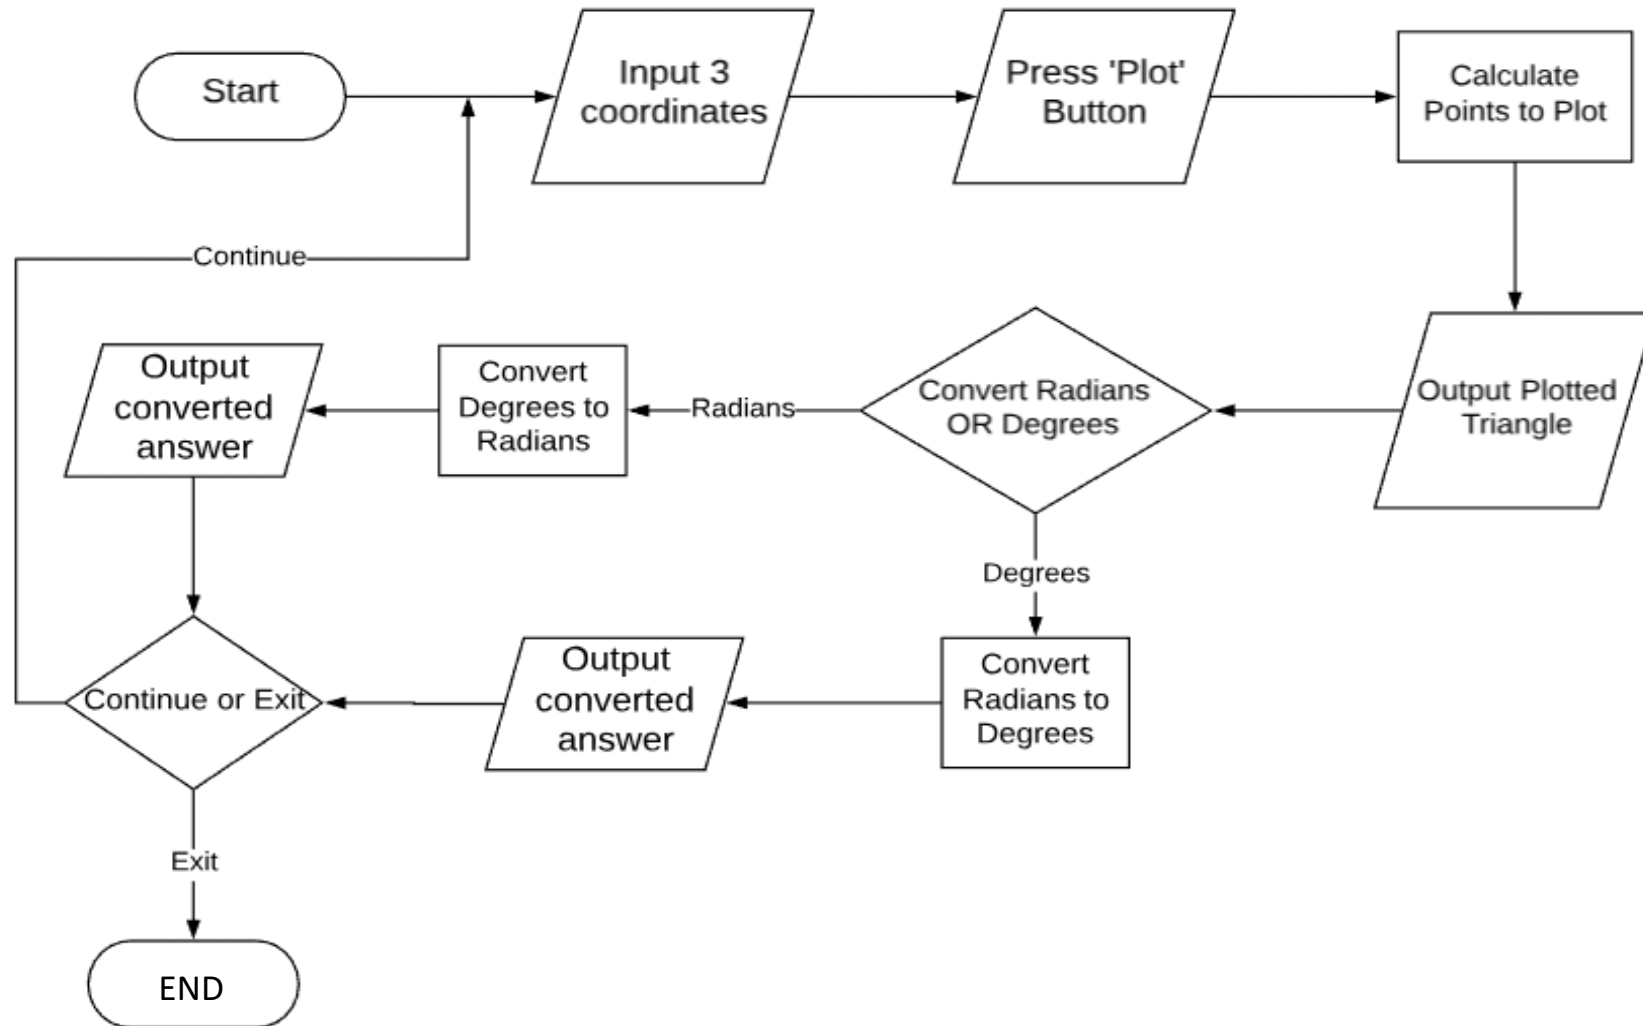 Start
Input 3
coordinates
Press 'Plot'
Button
Calculate
Points to Plot
Output Plotted
Triangle
Convert Radians
OR Degrees
Radians
Convert
Degrees to
Radians
Output
converted
answer
Degrees
Convert
Radians to
Degrees
Output
converted
answer
Continue or Exit
Continue
Exit
END